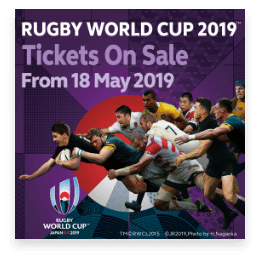 RUGBY WORLD CUP 2019™
Tickets On Sale
From 18 May 2019
RUGBY
WORLD CUP™
JAPAN 2019
TM©RWCL2015 ©JR2019, Photo by H.Nagaoka